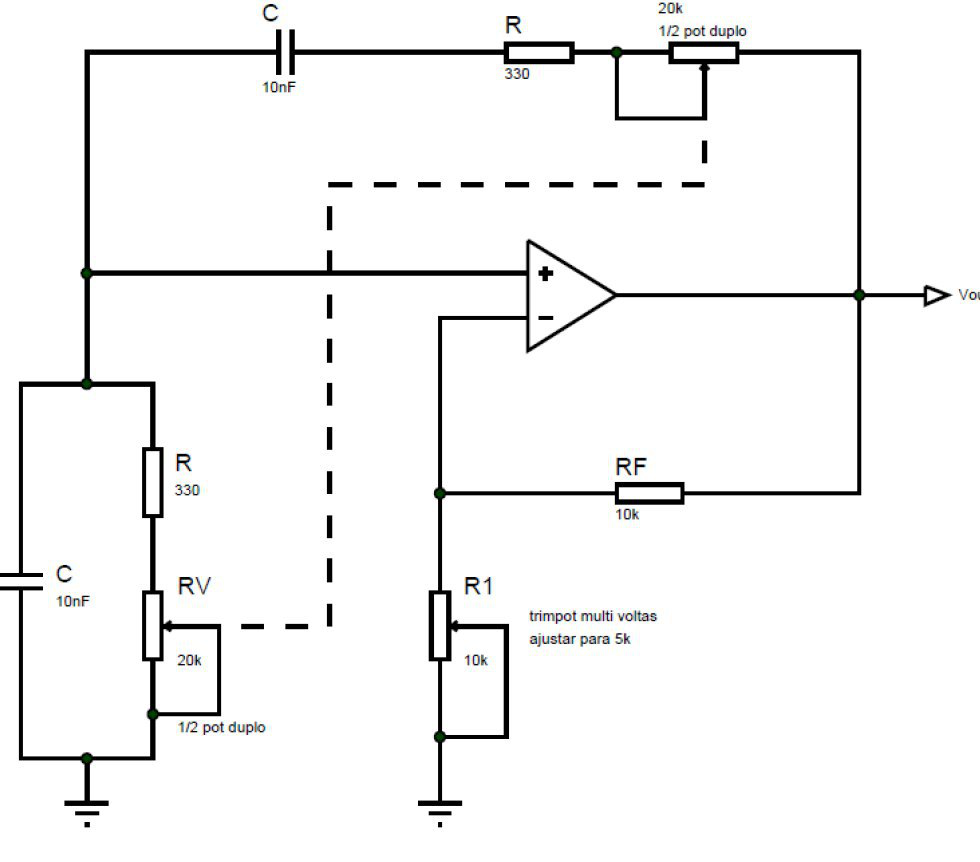 C
10nF
R
330
20k
1/2 pot duplo
+
−
Vou
R
330
C
10nF
RV
20k
1/2 pot duplo
RF
10k
R1
10k
trimpot multi voltas
ajustar para 5k